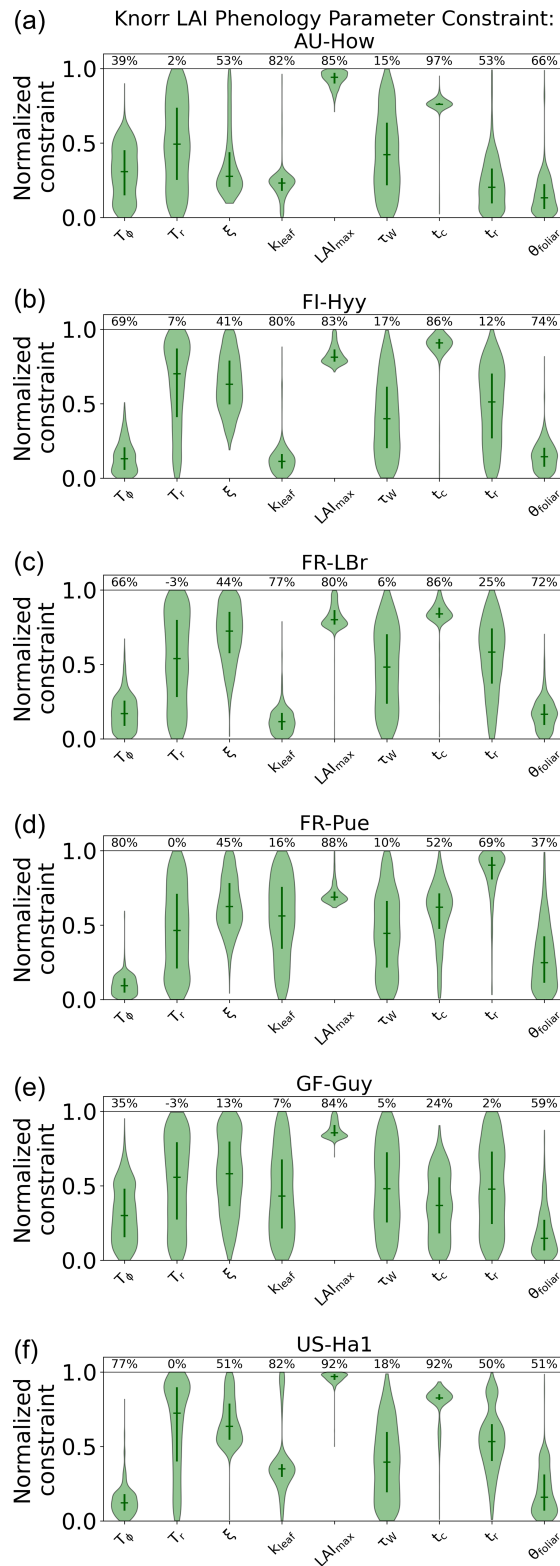 (a) Knorr LAI Phenology Parameter Constraint:
AU-How
39% 2% 53% 82% 85% 15% 97% 53% 66%
Normalized
constraint
1.0
0.5
0.0
Tϕ Tr ξ kleaf LAImax τW tc tr θfoliar
(b) FI-Hyy
69% 7% 41% 80% 83% 17% 86% 12% 74%
Normalized
constraint
1.0
0.5
0.0
Tϕ Tr ξ kleaf LAImax τW tc tr θfoliar
(c) FR-LBr
66% -3% 44% 77% 80% 6% 86% 25% 72%
Normalized
constraint
1.0
0.5
0.0
Tϕ Tr ξ kleaf LAImax τW tc tr θfoliar
(d) FR-Pue
80% 0% 45% 16% 88% 10% 52% 69% 37%
Normalized
constraint
1.0
0.5
0.0
Tϕ Tr ξ kleaf LAImax τW tc tr θfoliar
(e) GF-Guy
35% -3% 13% 7% 84% 5% 24% 2% 59%
Normalized
constraint
1.0
0.5
0.0
Tϕ Tr ξ kleaf LAImax τW tc tr θfoliar
(f) US-Ha1
77% 0% 51% 82% 92% 18% 92% 50% 51%
Normalized
constraint
1.0
0.5
0.0
Tϕ Tr ξ kleaf LAImax τW tc tr θfoliar